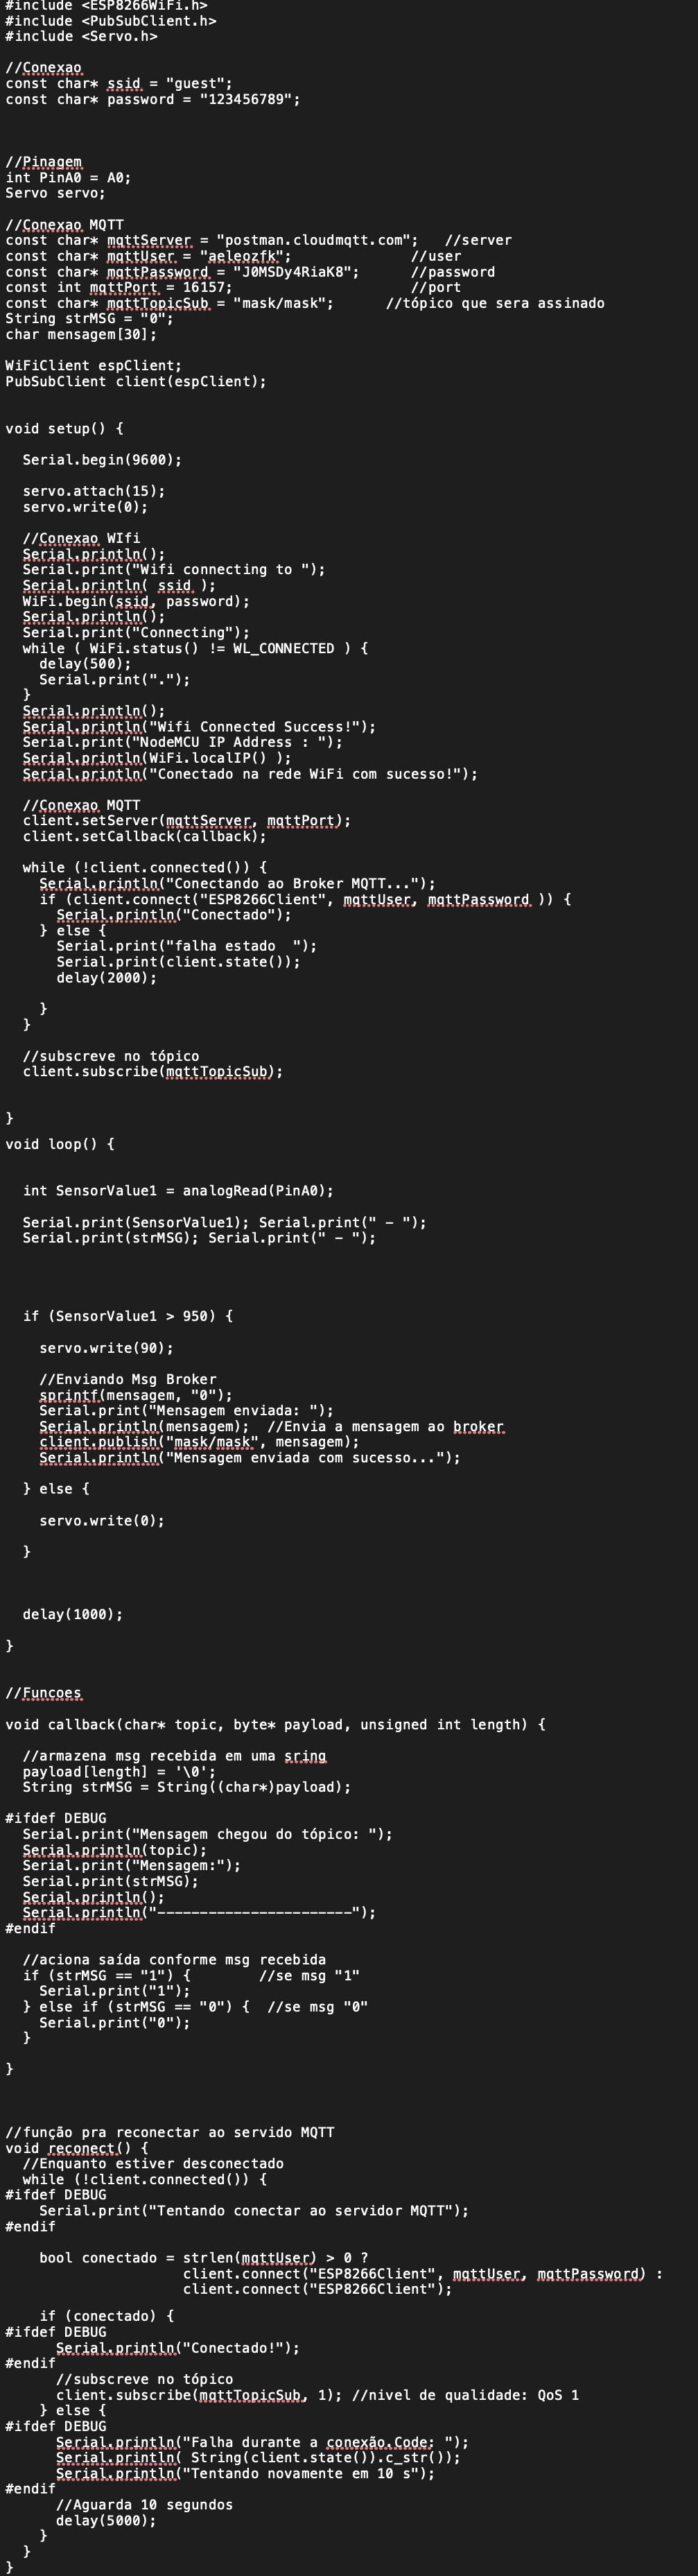 #include <ESP8266WiFi.h>
#include <PubSubClient.h>
#include <Servo.h>
//Conexao
const char* ssid = "guest";
const char* password = "123456789";
//Pinagem
int PinA0 = A0;
Servo servo;
//Conexao MQTT
const char* mqttServer = "postman.cloudmqtt.com";   //server
const char* mqttUser = "aeleozfk";              //user
const char* mqttPassword = "J0MSDy4RiaK8";      //password
const int mqttPort = 16157;                     //port
const char* mqttTopicSub = "mask/mask";      //tópico que sera assinado
String strMSG = "0";
char mensagem[30];
WiFiClient espClient;
PubSubClient client(espClient);
void setup() {
  Serial.begin(9600);
  servo.attach(15);
  servo.write(0);
  //Conexao WIfi
  Serial.println();
  Serial.print("Wifi connecting to ");
  Serial.println( ssid );
  WiFi.begin(ssid, password);
  Serial.println();
  Serial.print("Connecting");
  while ( WiFi.status() != WL_CONNECTED ) {
    delay(500);
    Serial.print(".");
  }
  Serial.println();
  Serial.println("Wifi Connected Success!");
  Serial.print("NodeMCU IP Address : ");
  Serial.println(WiFi.localIP() );
  Serial.println("Conectado na rede WiFi com sucesso!");
  //Conexao MQTT
  client.setServer(mqttServer, mqttPort);
  client.setCallback(callback);
  while (!client.connected()) {
    Serial.println("Conectando ao Broker MQTT...");
    if (client.connect("ESP8266Client", mqttUser, mqttPassword )) {
      Serial.println("Conectado");
    } else {
      Serial.print("falha estado  ");
      Serial.print(client.state());
      delay(2000);
    }
  }
  //subscreve no tópico
  client.subscribe(mqttTopicSub);
}
void loop() {
  int SensorValue1 = analogRead(PinA0);
  Serial.print(SensorValue1); Serial.print(" – ");
  Serial.print(strMSG); Serial.print(" – ");
  if (SensorValue1 > 950) {
    servo.write(90);
    //Enviando Msg Broker
    sprintf(mensagem, "0");
    Serial.print("Mensagem enviada: ");
    Serial.println(mensagem);  //Envia a mensagem ao broker
    client.publish("mask/mask", mensagem);
    Serial.println("Mensagem enviada com sucesso...");
  } else {
    servo.write(0);
  }
  delay(1000);
}
//Funcoes
void callback(char* topic, byte* payload, unsigned int length) {
  //armazena msg recebida em uma sring
  payload[length] = '\0';
  String strMSG = String((char*)payload);
#ifdef DEBUG
  Serial.print("Mensagem chegou do tópico: ");
  Serial.println(topic);
  Serial.print("Mensagem:");
  Serial.print(strMSG);
  Serial.println();
  Serial.println("-----------------------");
#endif
  //aciona saída conforme msg recebida
  if (strMSG == "1") {        //se msg "1"
    Serial.print("1");
  } else if (strMSG == "0") {  //se msg "0"
    Serial.print("0");
  }
}
//função pra reconectar ao servido MQTT
void reconect() {
  //Enquanto estiver desconectado
  while (!client.connected()) {
#ifdef DEBUG
    Serial.print("Tentando conectar ao servidor MQTT");
#endif
    bool conectado = strlen(mqttUser) > 0 ?
                     client.connect("ESP8266Client", mqttUser, mqttPassword) :
                     client.connect("ESP8266Client");
    if (conectado) {
#ifdef DEBUG
      Serial.println("Conectado!");
#endif
      //subscreve no tópico
      client.subscribe(mqttTopicSub, 1); //nivel de qualidade: QoS 1
    } else {
#ifdef DEBUG
      Serial.println("Falha durante a conexão.Code: ");
      Serial.println( String(client.state()).c_str());
      Serial.println("Tentando novamente em 10 s");
#endif
      //Aguarda 10 segundos
      delay(5000);
    }
  }
}